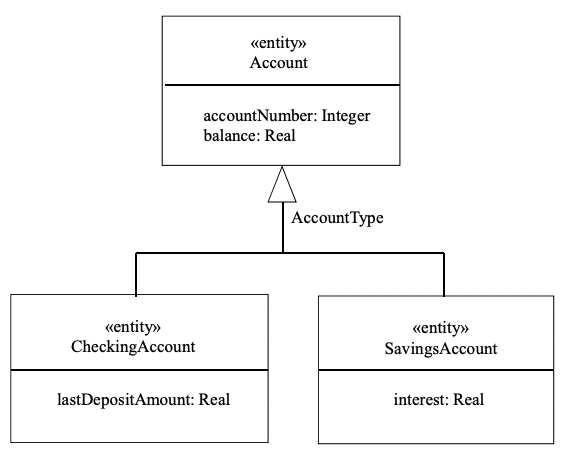 «entity»
Account
accountNumber: Integer
balance: Real
AccountType
«entity»
CheckingAccount
lastDepositAmount: Real
«entity»
SavingsAccount
interest: Real